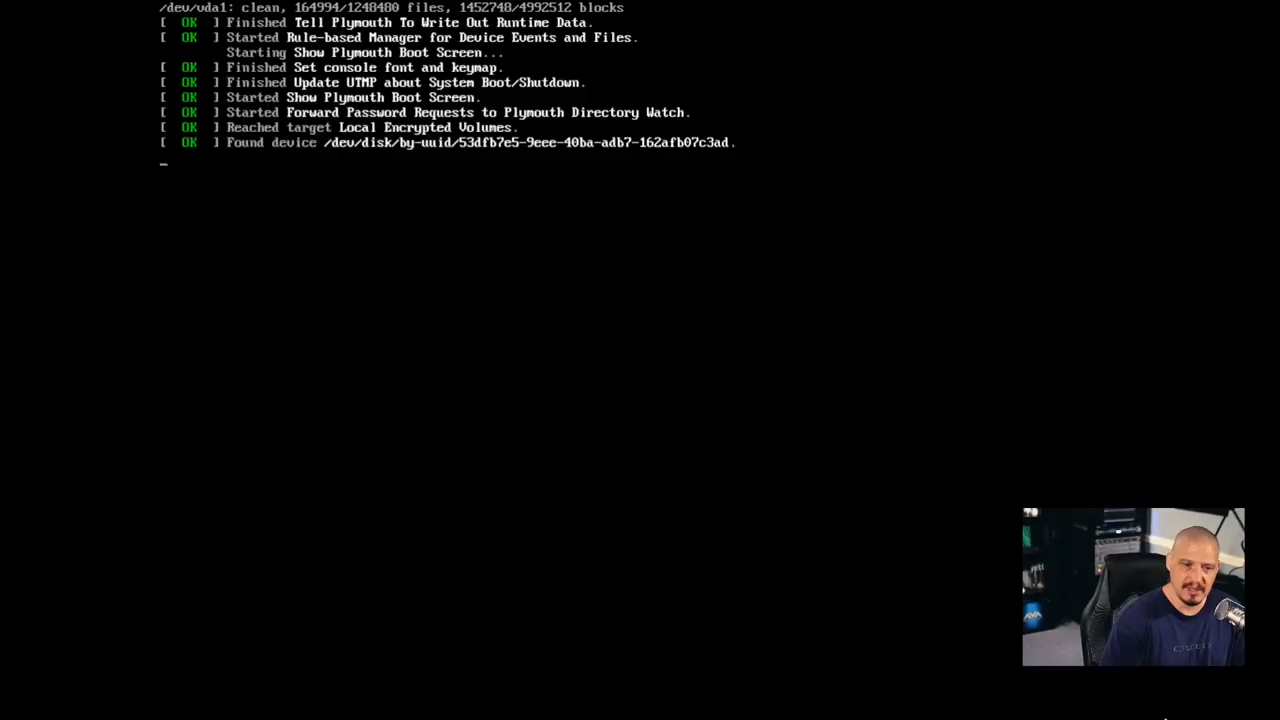 /dev/vda1: clean, 164994/1248480 files, 1452748/4992512 blocks
[  OK  ] Finished Tell Plymouth To Write Out Runtime Data.
[  OK  ] Started Rule-based Manager for Device Events and Files.
Starting Show Plymouth Boot Screen...
[  OK  ] Finished Set console font and keymap.
[  OK  ] Finished Update UTMP about System Boot/Shutdown.
[  OK  ] Started Show Plymouth Boot Screen.
[  OK  ] Started Forward Password Requests to Plymouth Directory Watch.
[  OK  ] Reached target Local Encrypted Volumes.
[  OK  ] Found device /dev/disk/by-uuid/53dfb7e5-9eee-40ba-adb7-162afb07c3ad.
_